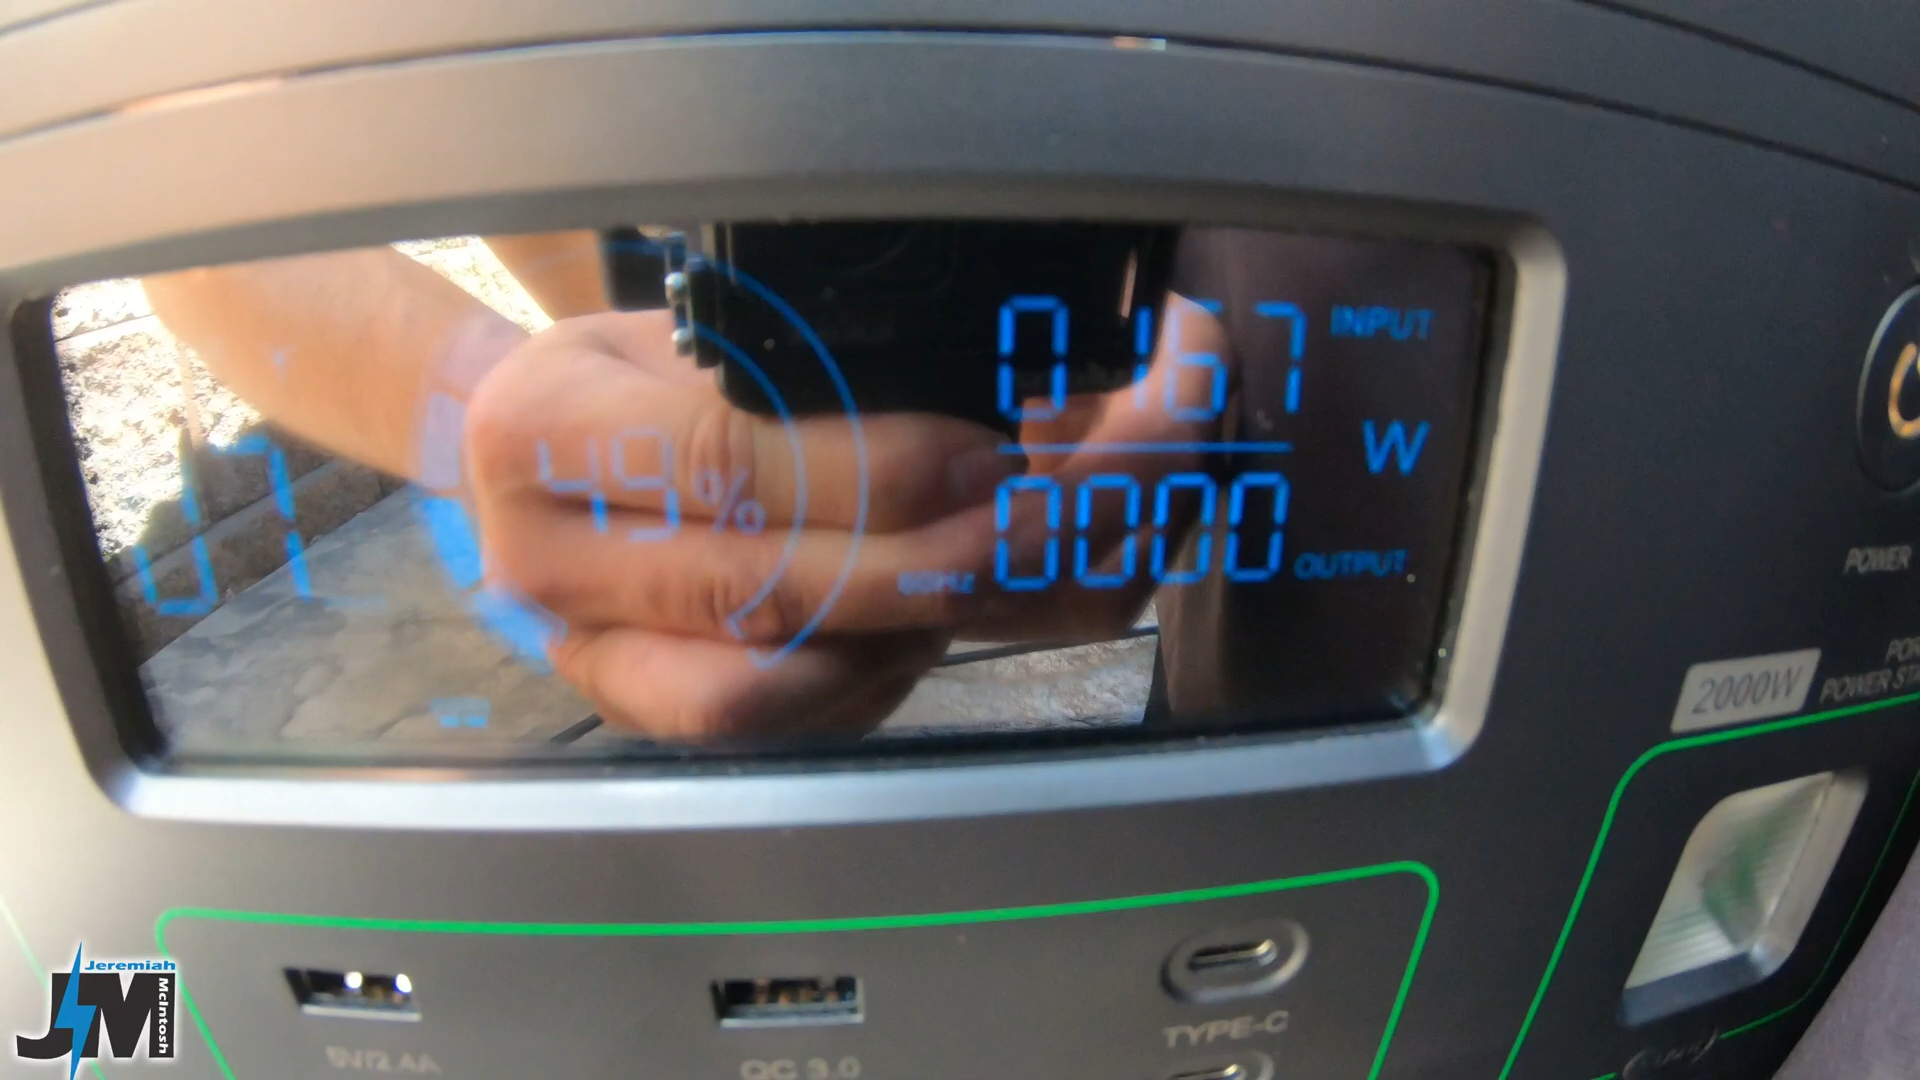 0167 INPUT
49%
W
0000 OUTPUT
60HZ
POWER
2000W
POWER STA
TYPE-C
5V/2.4A
QC 3.0
Jeremiah
McIntosh
JM